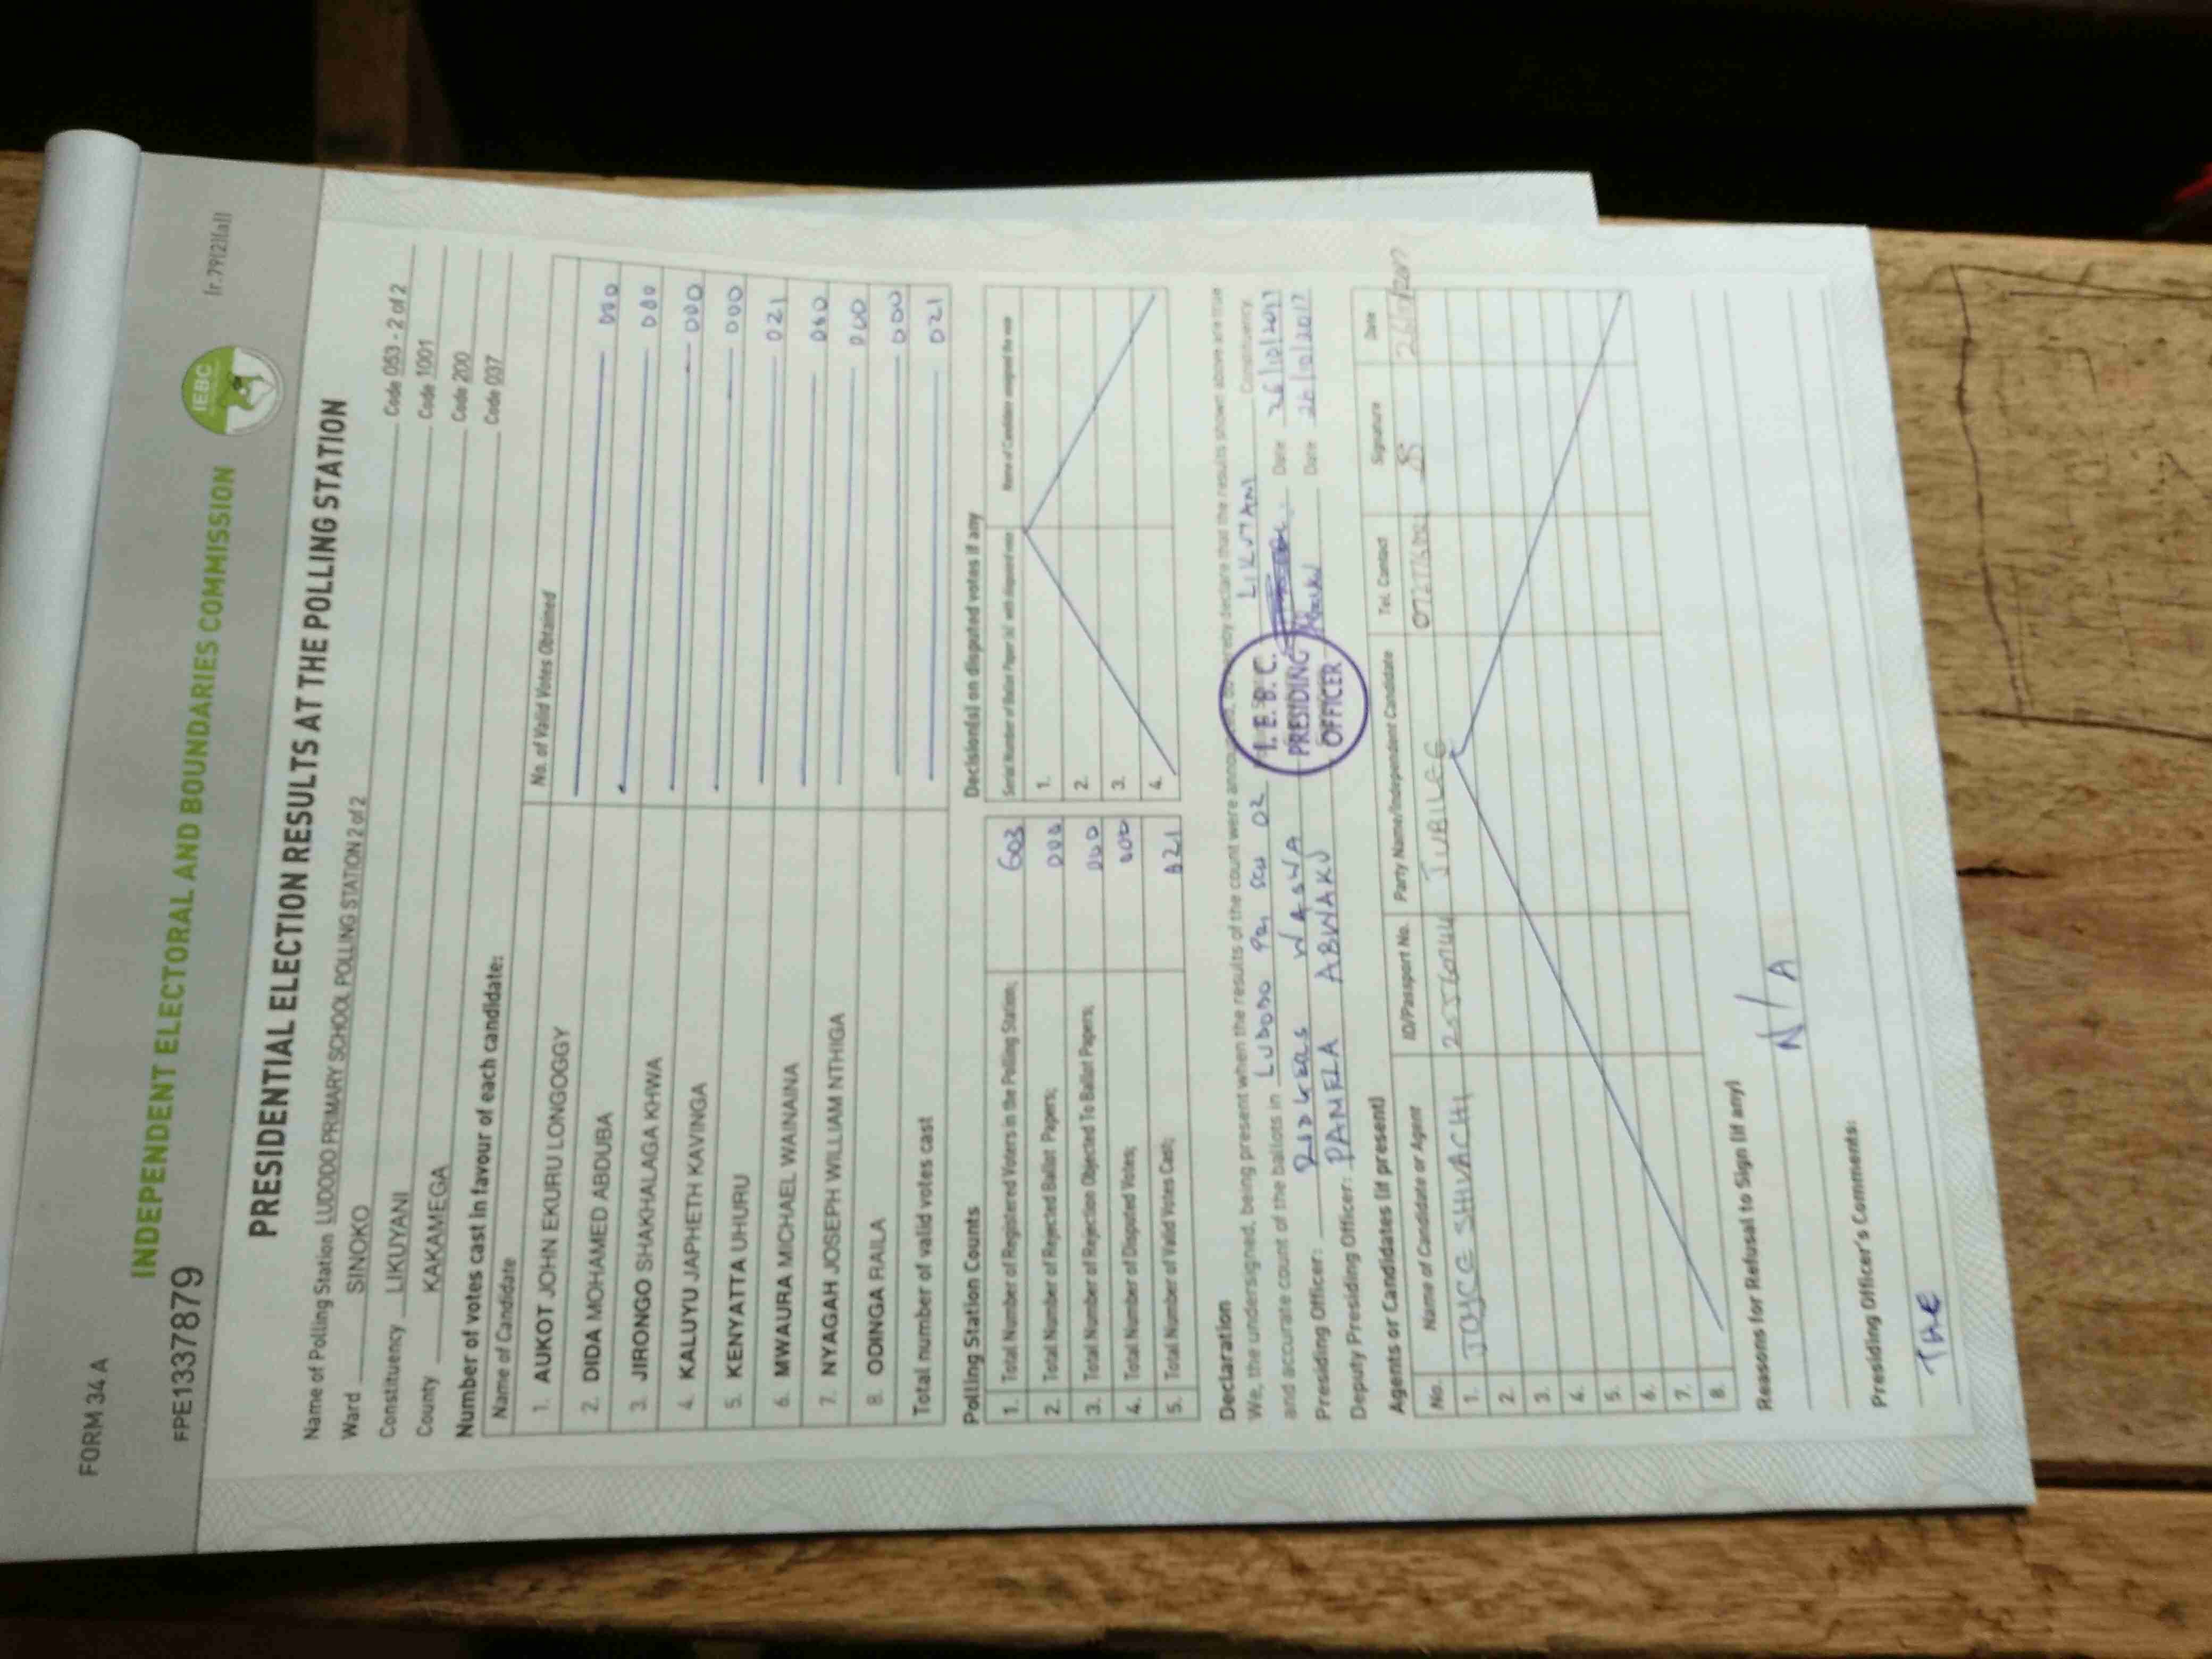 FORM 34 A
INDEPENDENT ELECTORAL AND BOUNDARIES COMMISSION
IEBC
(r.79(2)(a))
FPE1337879
PRESIDENTIAL ELECTION RESULTS AT THE POLLING STATION
Name of Polling Station LUDODO PRIMARY SCHOOL POLLING STATION 2 of 2 Code 053 - 2 of 2
Ward SINOKO Code 1001
Constituency LIKUYANI Code 200
County KAKAMEGA Code 037
Number of votes cast in favour of each candidate:
Name of Candidate No. of Valid Votes Obtained
1. AUKOT JOHN EKURU LONGOGGY 000
2. DIDA MOHAMED ABDUBA 000
3. JIRONGO SHAKHALAGA KHWA 000
4. KALUYU JAPHETH KAVINGA 000
5. KENYATTA UHURU 021
6. MWAURA MICHAEL WAINAINA 000
7. NYAGAH JOSEPH WILLIAM NTHIGA 000
8. ODINGA RAILA 000
Total number of valid votes cast 021
Polling Station Counts
1. Total Number of Registered Voters in the Polling Station; 603
2. Total Number of Rejected Ballot Papers; 000
3. Total Number of Rejection Objected To Ballot Papers; 000
4. Total Number of Disputed Votes; 000
5. Total Number of Valid Votes Cast; 021
Decision(s) on disputed votes if any
Serial Number of Ballot Paper (s) with disputed vote Name of Candidate assigned the vote
1.
2.
3.
4.
Declaration
We, the undersigned, being present when the results of the count were announced, do hereby declare that the results shown above are true
and accurate count of the ballots in LUDODO PRI SCH 02 LIKUYANI Constituency.
Presiding Officer: WASWA Date 26/10/2017
Deputy Presiding Officer: PAMELA Date 26/10/2017
I.E.B.C.
PRESIDING
OFFICER
Agents or Candidates (if present)
No. Name of Candidate or Agent ID/Passport No. Party Name/Independent Candidate Tel. Contact Signature Date
1. JOYCE SHIVACHI JUBILEE
2.
3.
4.
5.
6.
7.
8.
Reasons for Refusal to Sign (if any)
N/A
Presiding Officer's Comments:
THE